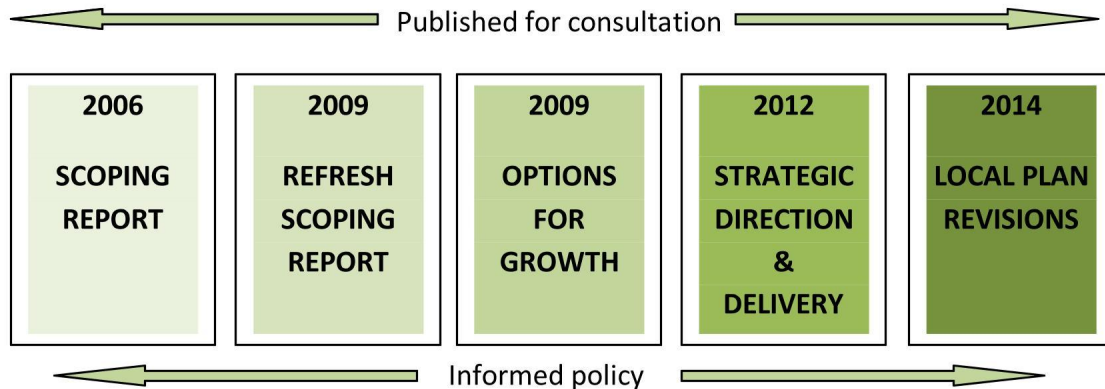 Published for consultation
2006
SCOPING
REPORT
2009
REFRESH
SCOPING
REPORT
2009
OPTIONS
FOR
GROWTH
2012
STRATEGIC
DIRECTION
&
DELIVERY
2014
LOCAL PLAN
REVISIONS
Informed policy